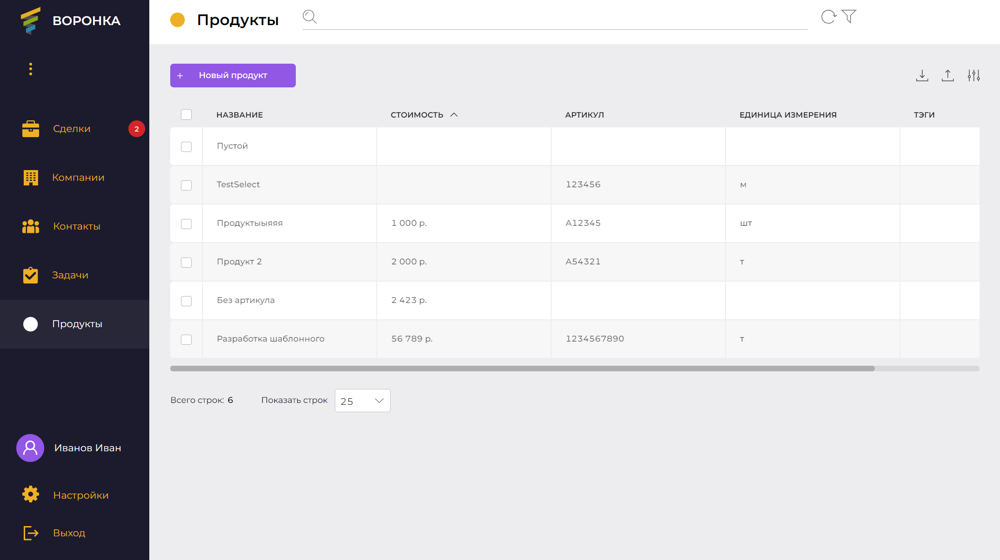 ВОРОНКА
Сделки 2
Компании
Контакты
Задачи
Продукты
Иванов Иван
Настройки
Выход
Продукты
+ Новый продукт
НАЗВАНИЕ СТОИМОСТЬ АРТИКУЛ ЕДИНИЦА ИЗМЕРЕНИЯ ТЭГИ
Пустой
TestSelect 123456 м
Продуктыыяяя 1 000 р. А12345 шт
Продукт 2 2 000 р. А54321 т
Без артикула 2 423 р.
Разработка шаблонного 56 789 р. 1234567890 т
Всего строк: 6 Показать строк 25